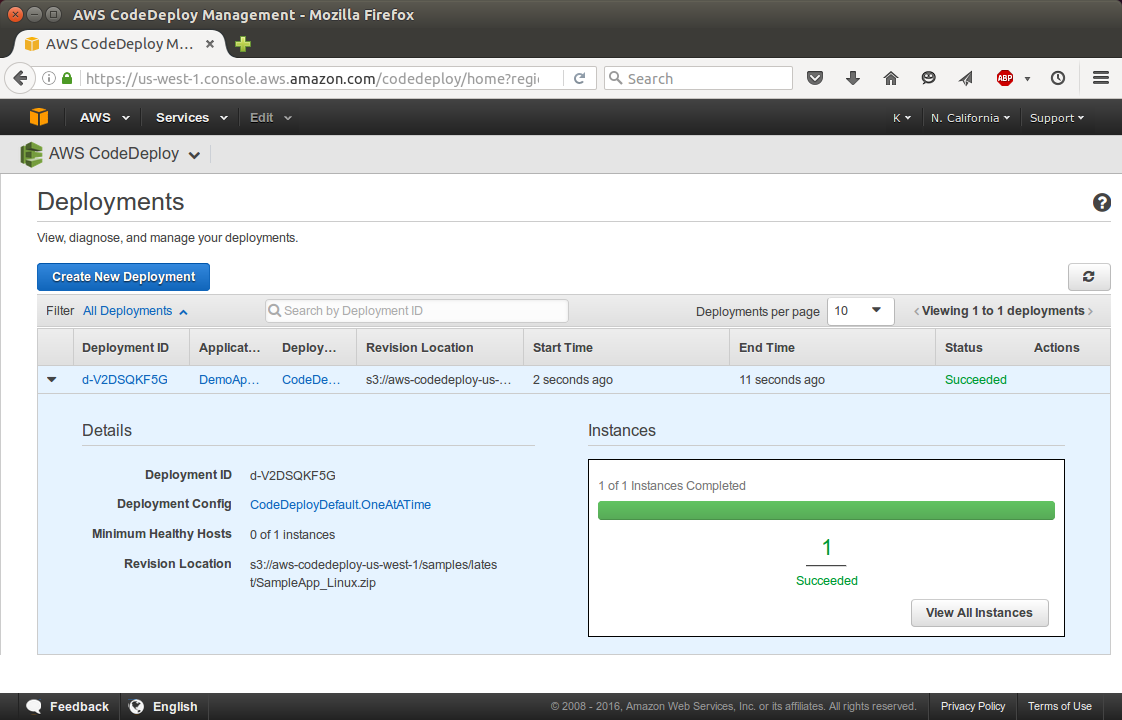 AWS CodeDeploy Management - Mozilla Firefox
AWS CodeDeploy M...
https://us-west-1.console.aws.amazon.com/codedeploy/home?regi
Search
ABP
AWS Services Edit K N. California Support
AWS CodeDeploy
Deployments
?
View, diagnose, and manage your deployments.
Create New Deployment
Filter All Deployments Search by Deployment ID Deployments per page 10 Viewing 1 to 1 deployments
Deployment ID Applicat... Deploy... Revision Location Start Time End Time Status Actions
d-V2DSQKF5G DemoAp... CodeDe... s3://aws-codedeploy-us-... 2 seconds ago 11 seconds ago Succeeded
Details
Deployment ID d-V2DSQKF5G
Deployment Config CodeDeployDefault.OneAtATime
Minimum Healthy Hosts 0 of 1 instances
Revision Location s3://aws-codedeploy-us-west-1/samples/lates
t/SampleApp_Linux.zip
Instances
1 of 1 Instances Completed
1
Succeeded
View All Instances
Feedback English © 2008 - 2016, Amazon Web Services, Inc. or its affiliates. All rights reserved. Privacy Policy Terms of Use